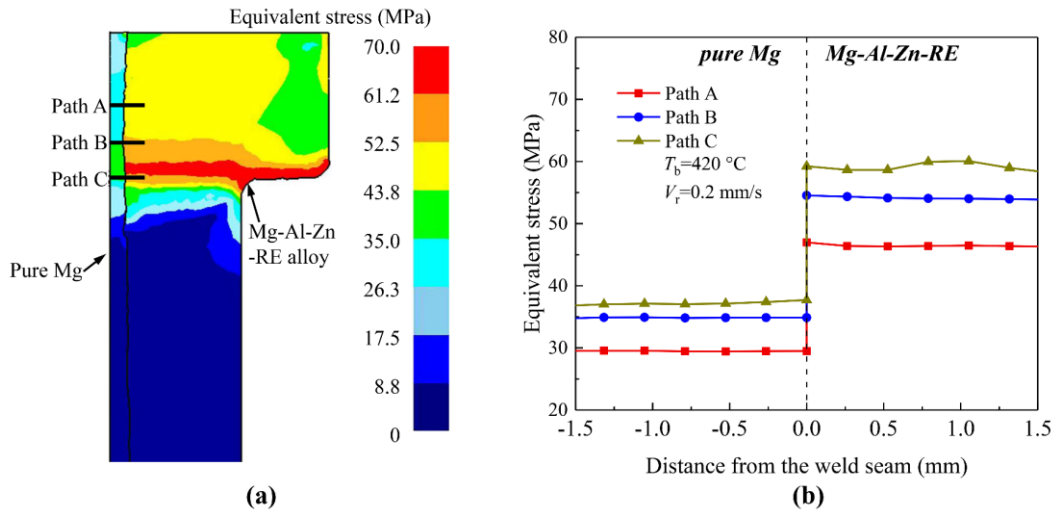 Equivalent stress (MPa)
70.0
61.2
52.5
43.8
35.0
26.3
17.5
8.8
0
Path A
Path B
Path C
Pure Mg
Mg-Al-Zn
-RE alloy
(a)
pure Mg
Mg-Al-Zn-RE
Path A
Path B
Path C
T_b=420 °C
V_r=0.2 mm/s
Equivalent stress (MPa)
80
70
60
50
40
30
20
-1.5 -1.0 -0.5 0.0 0.5 1.0 1.5
Distance from the weld seam (mm)
(b)